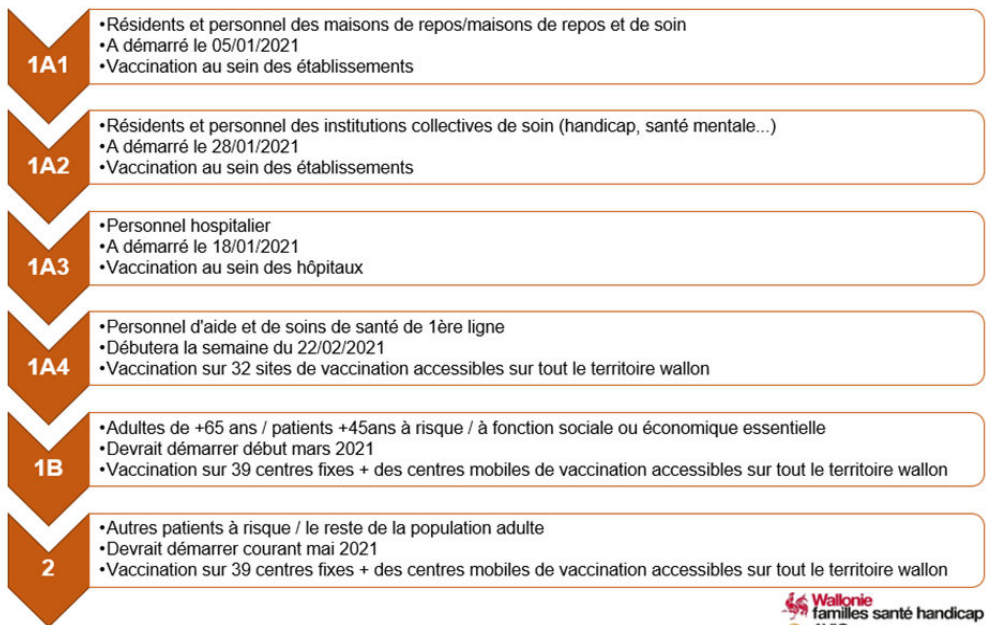 1A1
•Résidents et personnel des maisons de repos/maisons de repos et de soin
•A démarré le 05/01/2021
•Vaccination au sein des établissements
1A2
•Résidents et personnel des institutions collectives de soin (handicap, santé mentale...)
•A démarré le 28/01/2021
•Vaccination au sein des établissements
1A3
•Personnel hospitalier
•A démarré le 18/01/2021
•Vaccination au sein des hôpitaux
1A4
•Personnel d'aide et de soins de santé de 1ère ligne
•Débutera la semaine du 22/02/2021
•Vaccination sur 32 sites de vaccination accessibles sur tout le territoire wallon
1B
•Adultes de +65 ans / patients +45ans à risque / à fonction sociale ou économique essentielle
•Devrait démarrer début mars 2021
•Vaccination sur 39 centres fixes + des centres mobiles de vaccination accessibles sur tout le territoire wallon
2
•Autres patients à risque / le reste de la population adulte
•Devrait démarrer courant mai 2021
•Vaccination sur 39 centres fixes + des centres mobiles de vaccination accessibles sur tout le territoire wallon
Wallonie
familles santé handicap